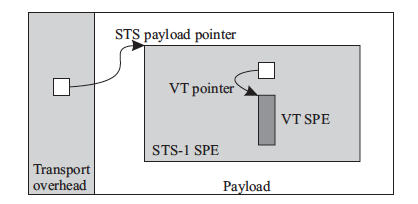 STS payload pointer
VT pointer
VT SPE
STS-1 SPE
Transport
overhead
Payload